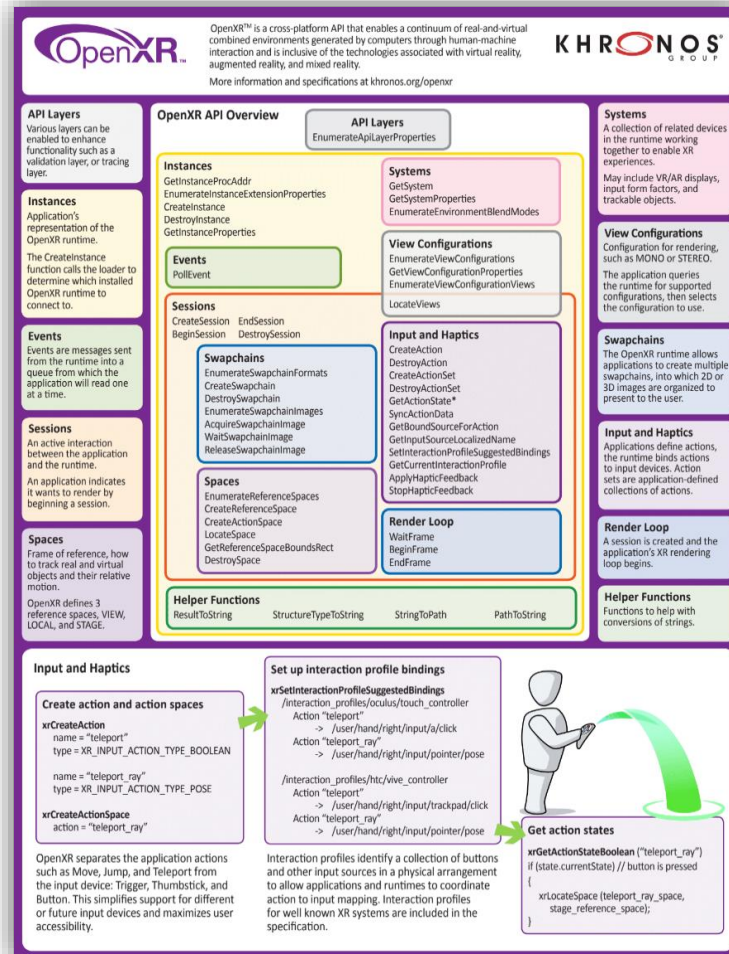 OpenXR™
OpenXR™ is a cross-platform API that enables a continuum of real-and-virtual
combined environments generated by computers through human-machine
interaction and is inclusive of the technologies associated with virtual reality,
augmented reality, and mixed reality.
More information and specifications at khronos.org/openxr
KHRONOS®
GROUP
API Layers
Various layers can be
enabled to enhance
functionality such as a
validation layer, or tracing
layer.
Instances
Application's
representation of the
OpenXR runtime.
The CreateInstance
function calls the loader to
determine which installed
OpenXR runtime to
connect to.
Events
Events are messages sent
from the runtime into a
queue from which the
application will read one
at a time.
Sessions
An active interaction
between the application
and the runtime.
An application indicates
it wants to render by
beginning a session.
Spaces
Frame of reference, how
to track real and virtual
objects and their relative
motion.
OpenXR defines 3
reference spaces, VIEW,
LOCAL, and STAGE.
OpenXR API Overview
API Layers
EnumerateApiLayerProperties
Instances
GetInstanceProcAddr
EnumerateInstanceExtensionProperties
CreateInstance
DestroyInstance
GetInstanceProperties
Events
PollEvent
Systems
GetSystem
GetSystemProperties
EnumerateEnvironmentBlendModes
View Configurations
EnumerateViewConfigurations
GetViewConfigurationProperties
EnumerateViewConfigurationViews
LocateViews
Sessions
CreateSession EndSession
BeginSession DestroySession
Swapchains
EnumerateSwapchainFormats
CreateSwapchain
DestroySwapchain
EnumerateSwapchainImages
AcquireSwapchainImage
WaitSwapchainImage
ReleaseSwapchainImage
Spaces
EnumerateReferenceSpaces
CreateReferenceSpace
CreateActionSpace
LocateSpace
GetReferenceSpaceBoundsRect
DestroySpace
Input and Haptics
CreateAction
DestroyAction
CreateActionSet
DestroyActionSet
GetActionState*
SyncActionData
GetBoundSourceForAction
GetInputSourceLocalizedName
SetInteractionProfileSuggestedBindings
GetCurrentInteractionProfile
ApplyHapticFeedback
StopHapticFeedback
Render Loop
WaitFrame
BeginFrame
EndFrame
Helper Functions
ResultToString StructureTypeToString StringToPath PathToString
Systems
A collection of related devices
in the runtime working
together to enable XR
experiences.
May include VR/AR displays,
input form factors, and
trackable objects.
View Configurations
Configuration for rendering,
such as MONO or STEREO.
The application queries
the runtime for supported
configurations, then selects
the configuration to use.
Swapchains
The OpenXR runtime allows
applications to create multiple
swapchains, into which 2D or
3D images are organized to
present to the user.
Input and Haptics
Applications define actions,
the runtime binds actions
to input devices. Action
sets are application-defined
collections of actions.
Render Loop
A session is created and the
application's XR rendering
loop begins.
Helper Functions
Functions to help with
conversions of strings.
Input and Haptics
Create action and action spaces
xrCreateAction
name = "teleport"
type = XR_INPUT_ACTION_TYPE_BOOLEAN
name = "teleport_ray"
type = XR_INPUT_ACTION_TYPE_POSE
xrCreateActionSpace
action = "teleport_ray"
OpenXR separates the application actions
such as Move, Jump, and Teleport from
the input device: Trigger, Thumbstick, and
Button. This simplifies support for different
or future input devices and maximizes user
accessibility.
Set up interaction profile bindings
xrSetInteractionProfileSuggestedBindings
/interaction_profiles/oculus/touch_controller
Action "teleport"
-> /user/hand/right/input/a/click
Action "teleport_ray"
-> /user/hand/right/input/pointer/pose
/interaction_profiles/htc/vive_controller
Action "teleport"
-> /user/hand/right/input/trackpad/click
Action "teleport_ray"
-> /user/hand/right/input/pointer/pose
Interaction profiles identify a collection of buttons
and other input sources in a physical arrangement
to allow applications and runtimes to coordinate
action to input mapping. Interaction profiles
for well known XR systems are included in the
specification.
Get action states
xrGetActionStateBoolean ("teleport_ray")
if (state.currentState) // button is pressed
{
xrLocateSpace (teleport_ray_space,
stage_reference_space);
}